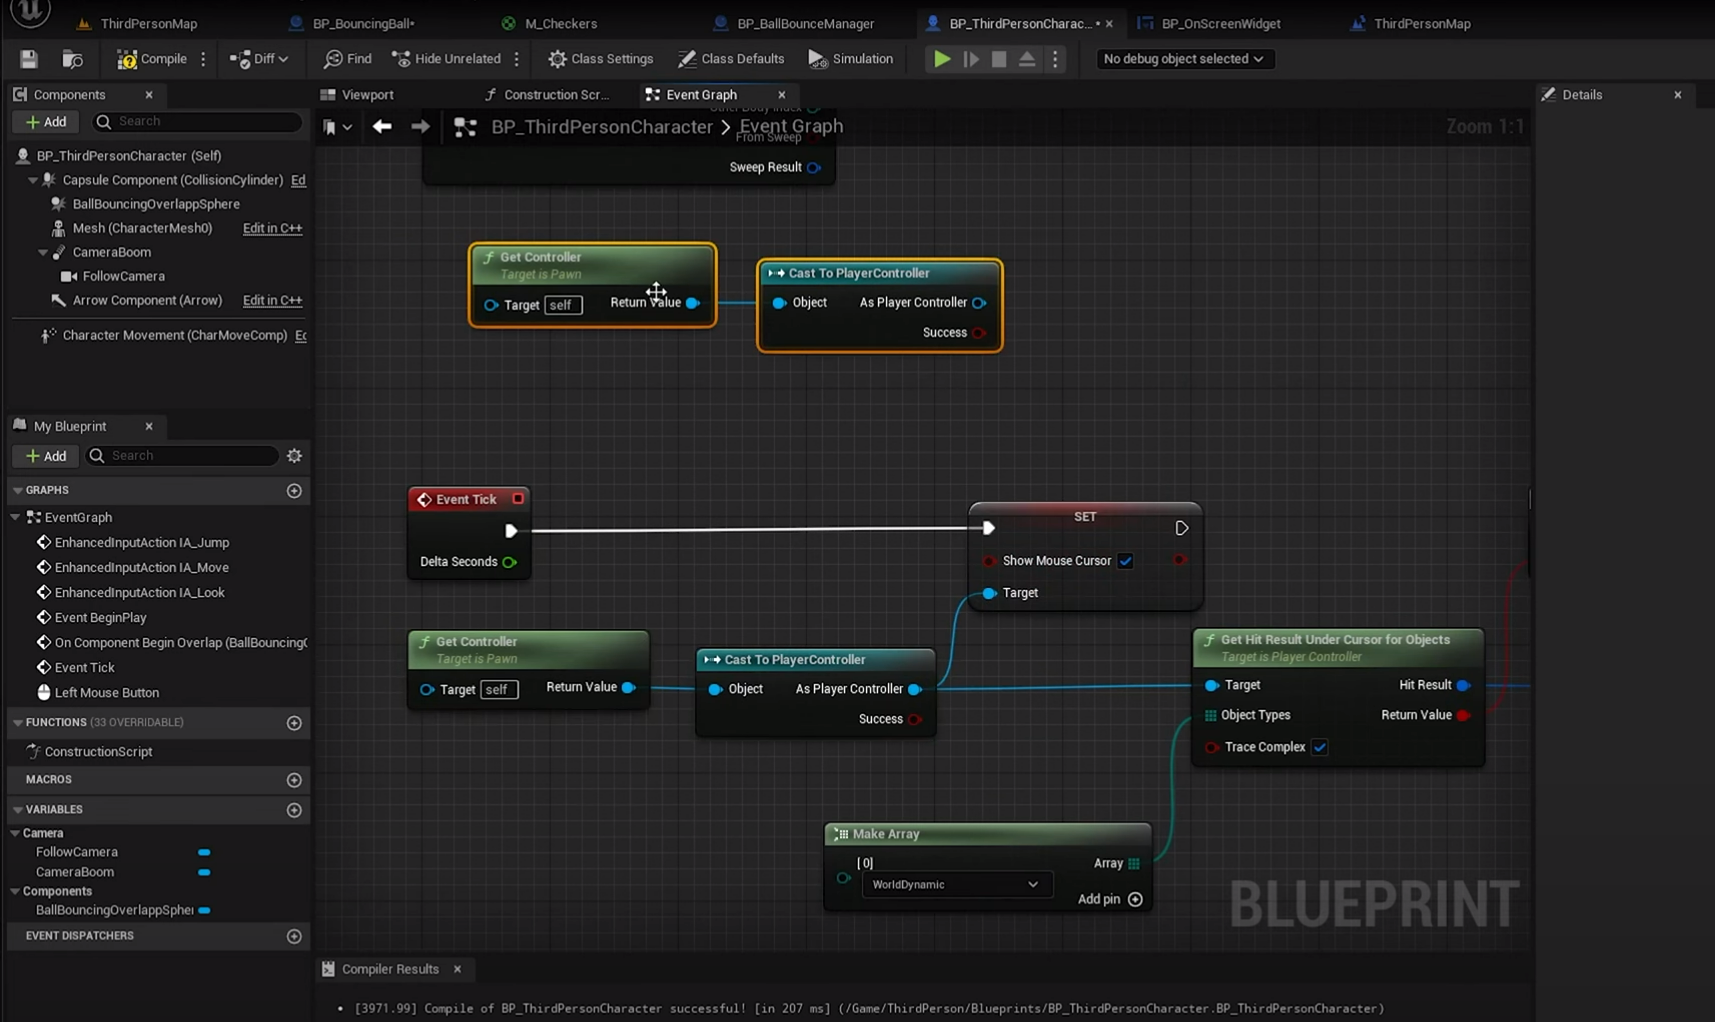 ThirdPersonMap
BP_BouncingBall•
M_Checkers
BP_BallBounceManager
BP_ThirdPersonCharac... •
BP_OnScreenWidget
ThirdPersonMap
Compile
Diff
Find
Hide Unrelated
Class Settings
Class Defaults
Simulation
No debug object selected
Components
Add
Search
BP_ThirdPersonCharacter (Self)
Capsule Component (CollisionCylinder) Ed
BallBouncingOverlappSphere
Mesh (CharacterMesh0) Edit in C++
CameraBoom
FollowCamera
Arrow Component (Arrow) Edit in C++
Character Movement (CharMoveComp) Ec
My Blueprint
Add
Search
GRAPHS
EventGraph
EnhancedInputAction IA_Jump
EnhancedInputAction IA_Move
EnhancedInputAction IA_Look
Event BeginPlay
On Component Begin Overlap (BallBouncing
Event Tick
Left Mouse Button
FUNCTIONS (33 OVERRIDABLE)
ConstructionScript
MACROS
VARIABLES
Camera
FollowCamera
CameraBoom
Components
BallBouncingOverlappSpher
EVENT DISPATCHERS
Viewport
Construction Scr...
Event Graph
BP_ThirdPersonCharacter > Event Graph
Zoom 1:1
Other Body Index
From Sweep
Sweep Result
Get Controller
Target is Pawn
Target self
Return Value
Cast To PlayerController
Object
As Player Controller
Success
Event Tick
Delta Seconds
SET
Show Mouse Cursor
Target
Get Controller
Target is Pawn
Target self
Return Value
Cast To PlayerController
Object
As Player Controller
Success
Get Hit Result Under Cursor for Objects
Target is Player Controller
Target
Hit Result
Object Types
Return Value
Trace Complex
Make Array
[0]
WorldDynamic
Array
Add pin
BLUEPRINT
Details
Compiler Results
• [3971.99] Compile of BP_ThirdPersonCharacter successful! [in 207 ms] (/Game/ThirdPerson/Blueprints/BP_ThirdPersonCharacter.BP_ThirdPersonCharacter)